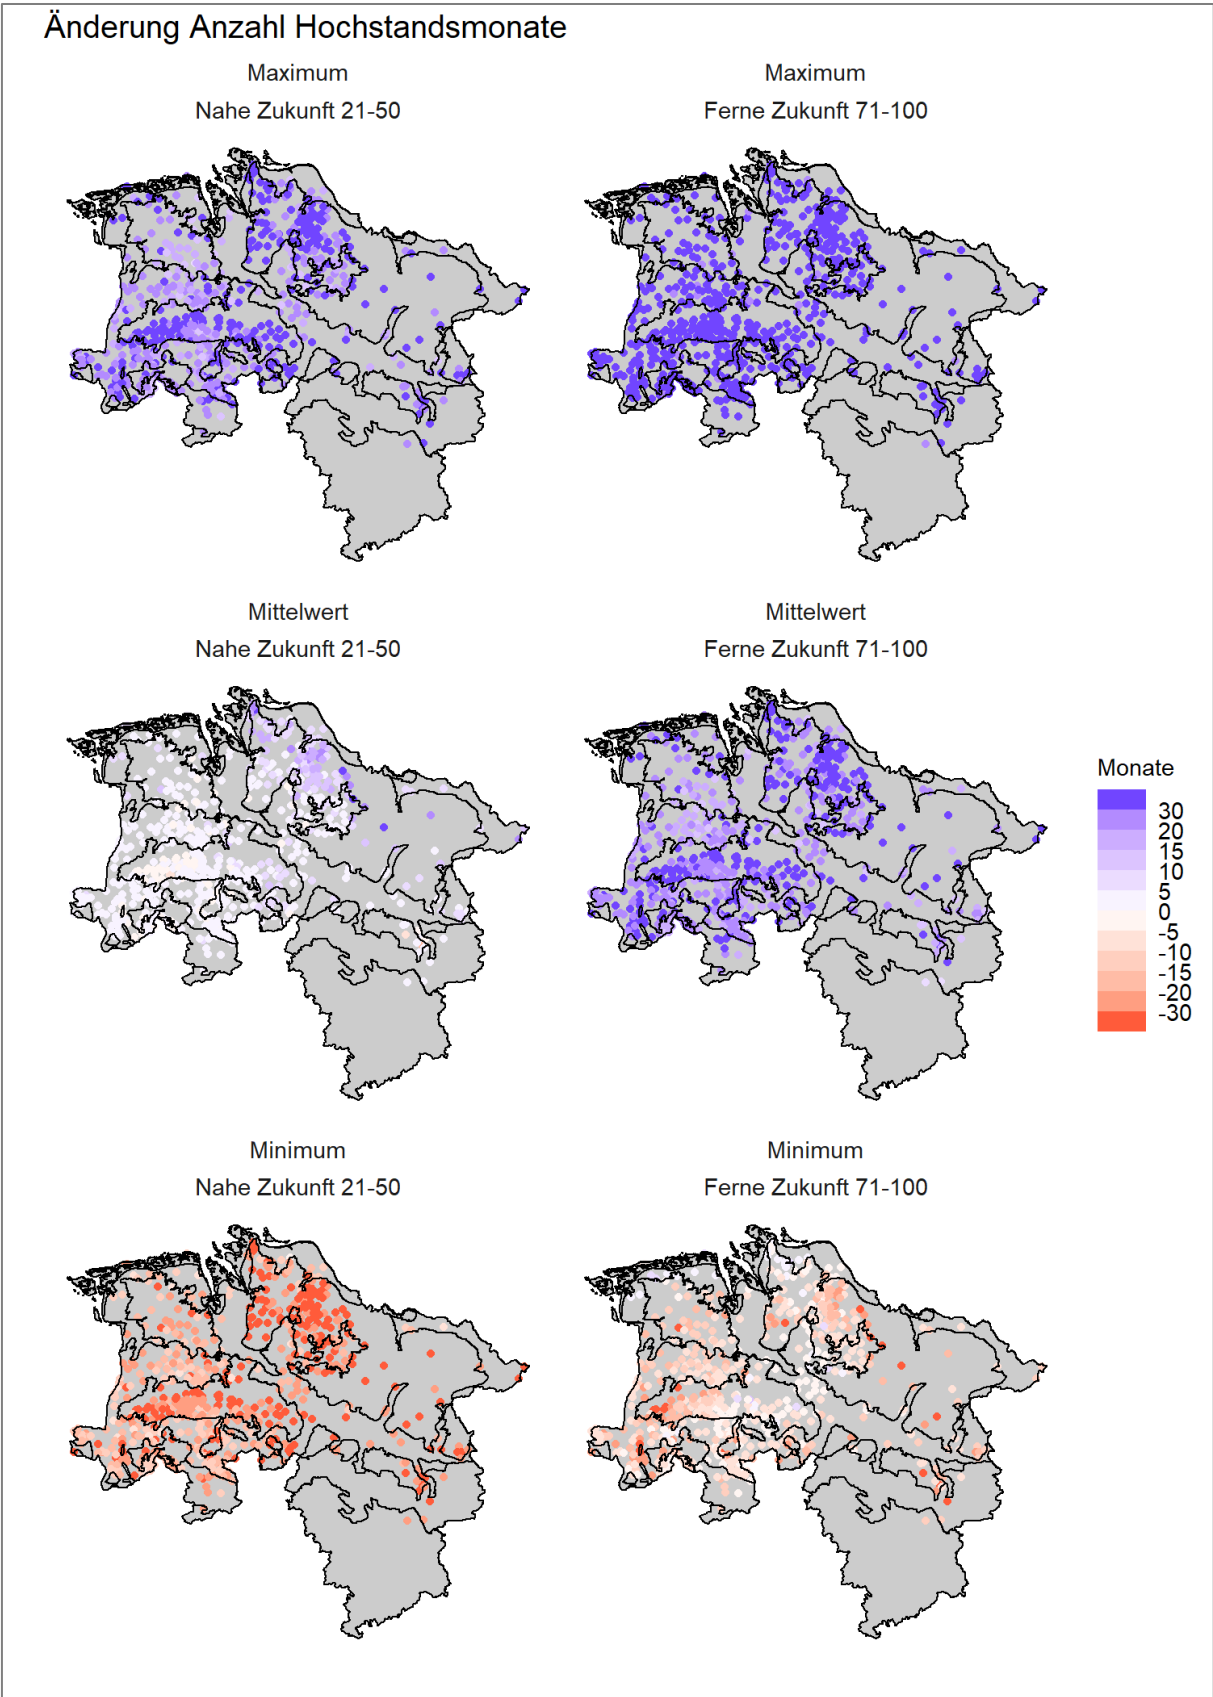 Änderung Anzahl Hochstandsmonate
Maximum
Nahe Zukunft 21-50
Maximum
Ferne Zukunft 71-100
Mittelwert
Nahe Zukunft 21-50
Mittelwert
Ferne Zukunft 71-100
Monate
30
20
15
10
5
0
-5
-10
-15
-20
-30
Minimum
Nahe Zukunft 21-50
Minimum
Ferne Zukunft 71-100